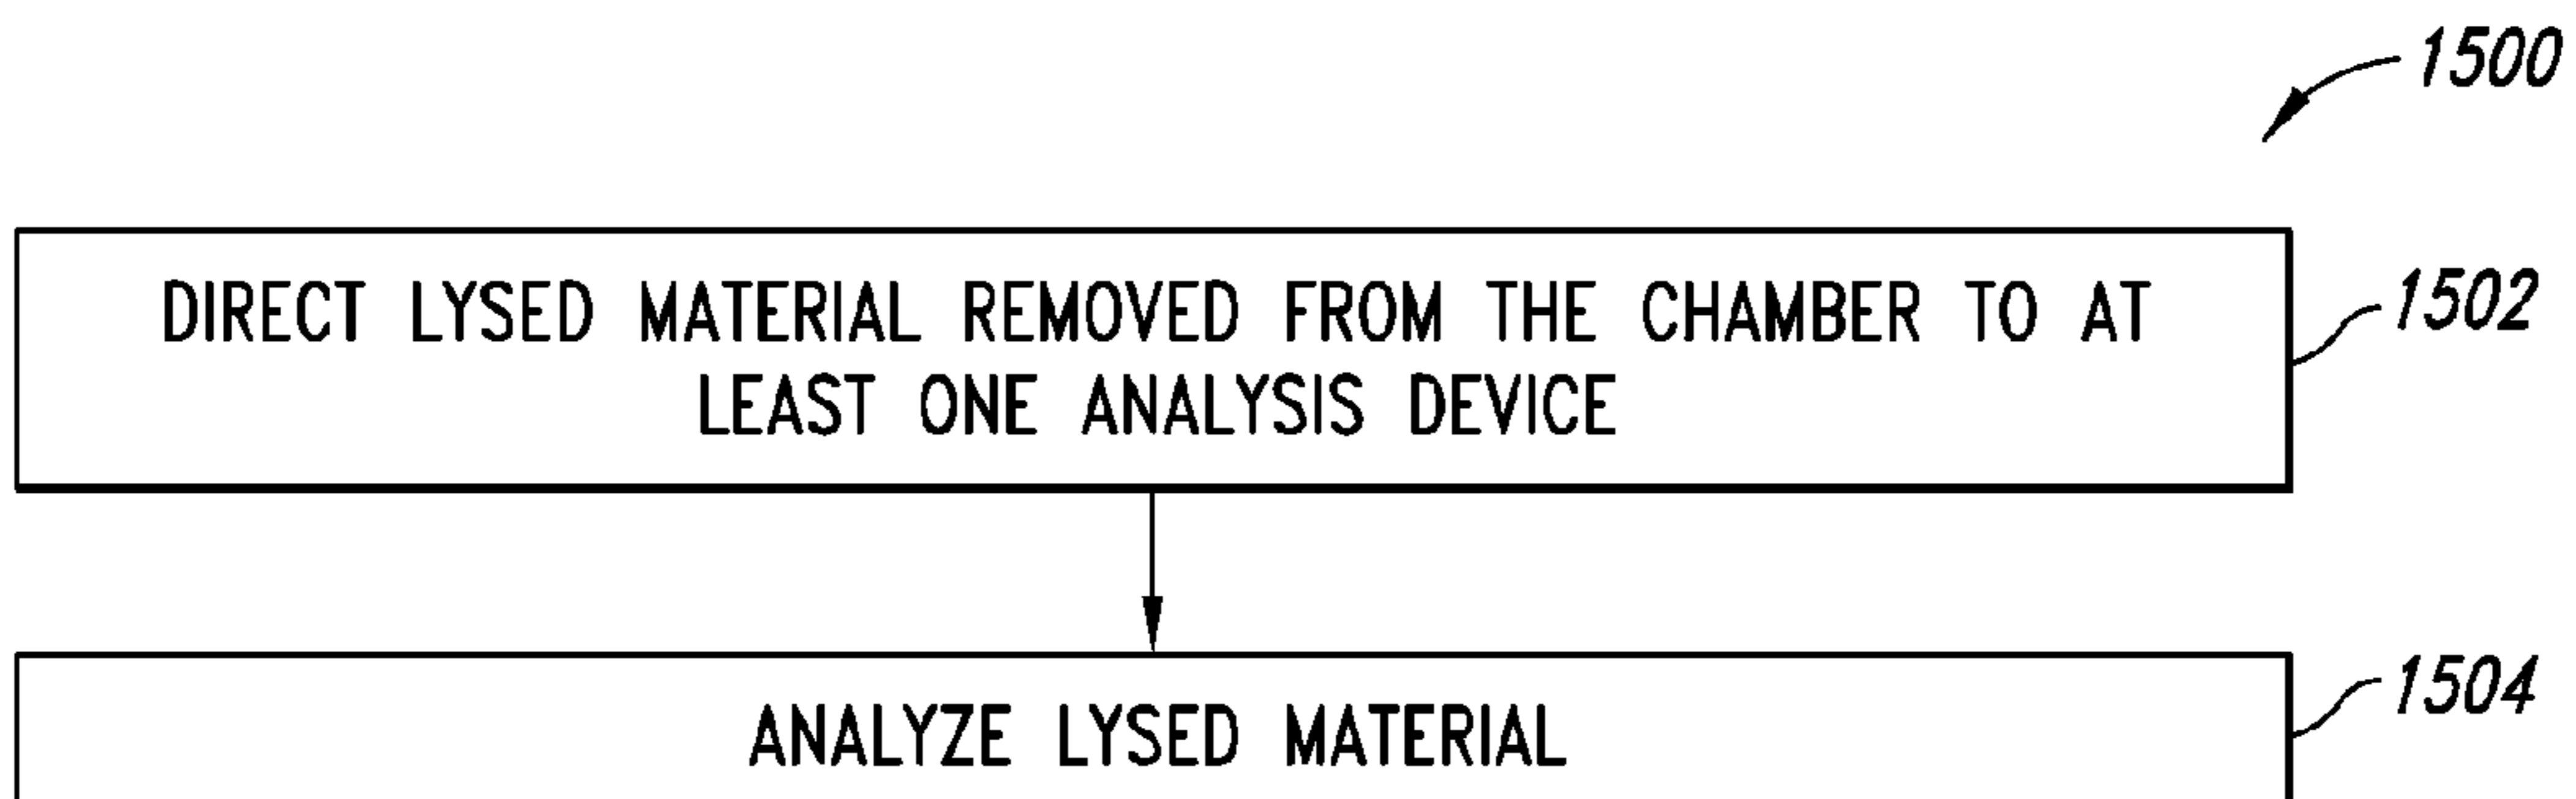 1500
DIRECT LYSED MATERIAL REMOVED FROM THE CHAMBER TO AT
LEAST ONE ANALYSIS DEVICE
1502
ANALYZE LYSED MATERIAL
1504